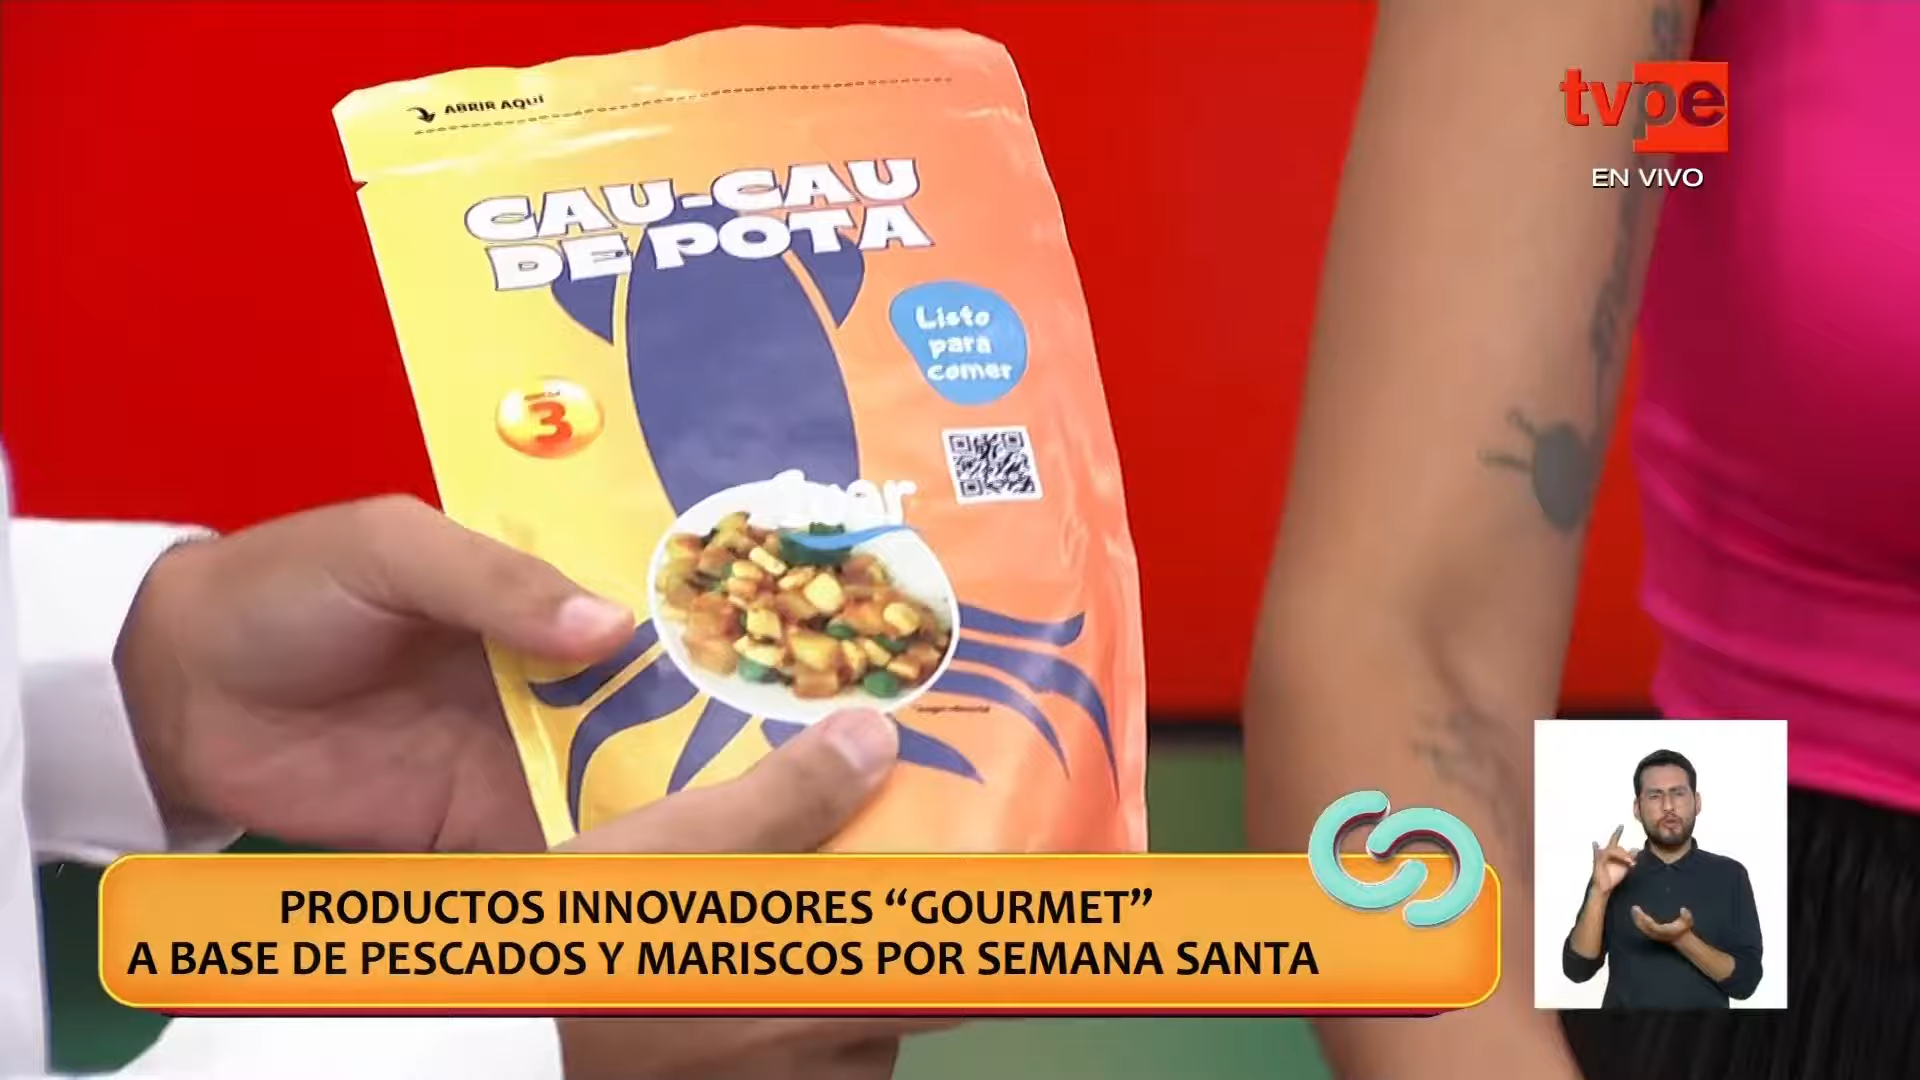 ABRIR AQUÍ
CAU-CAU
DE POTA
Listo
para
comer
3
tvpe
EN VIVO
PRODUCTOS INNOVADORES “GOURMET”
A BASE DE PESCADOS Y MARISCOS POR SEMANA SANTA